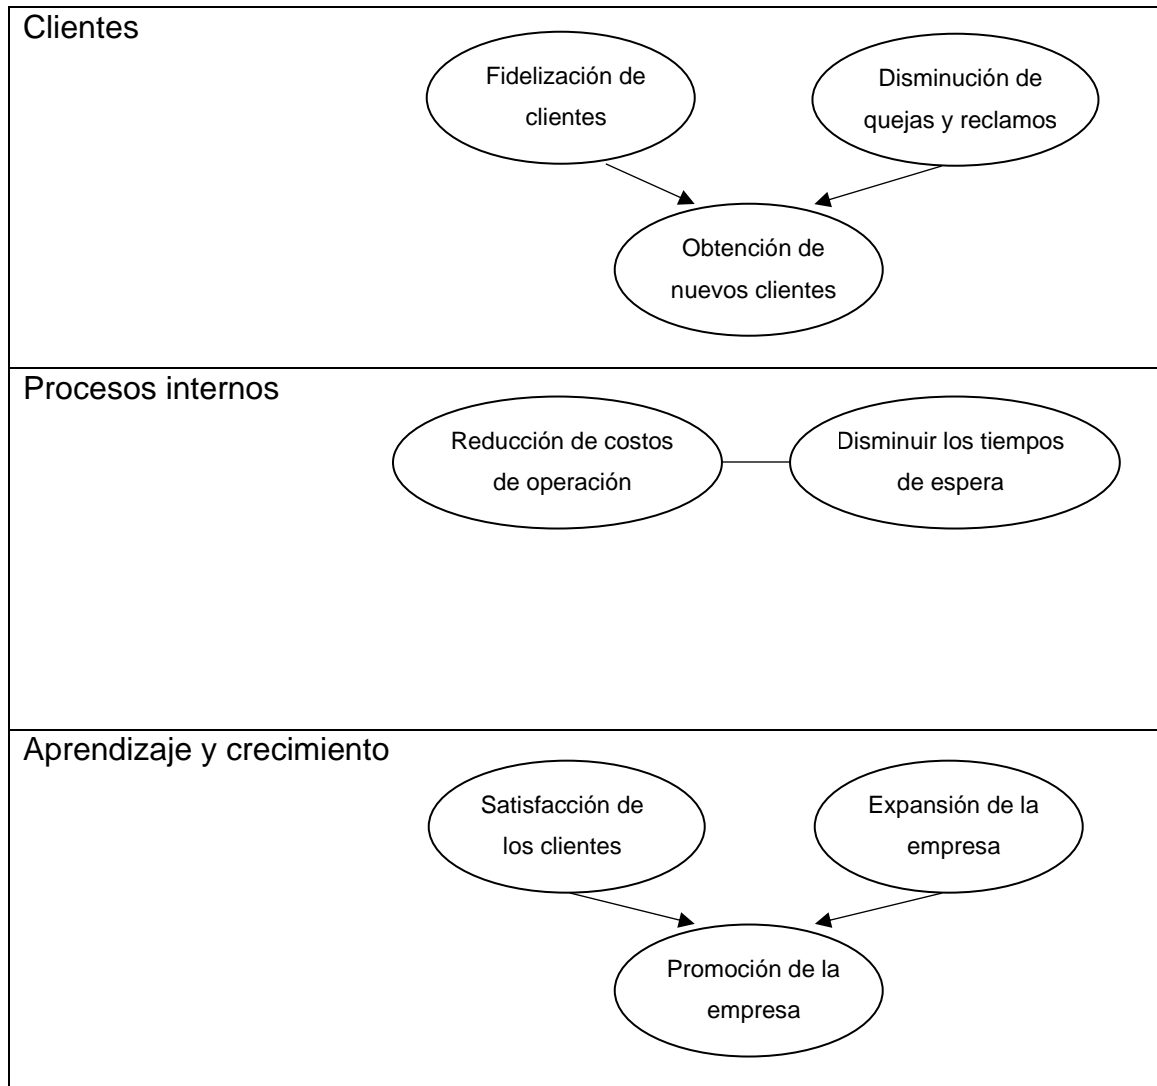 Clientes
Fidelización de
clientes
Disminución de
quejas y reclamos
Obtención de
nuevos clientes
Procesos internos
Reducción de costos
de operación
Disminuir los tiempos
de espera
Aprendizaje y crecimiento
Satisfacción de
los clientes
Expansión de la
empresa
Promoción de la
empresa